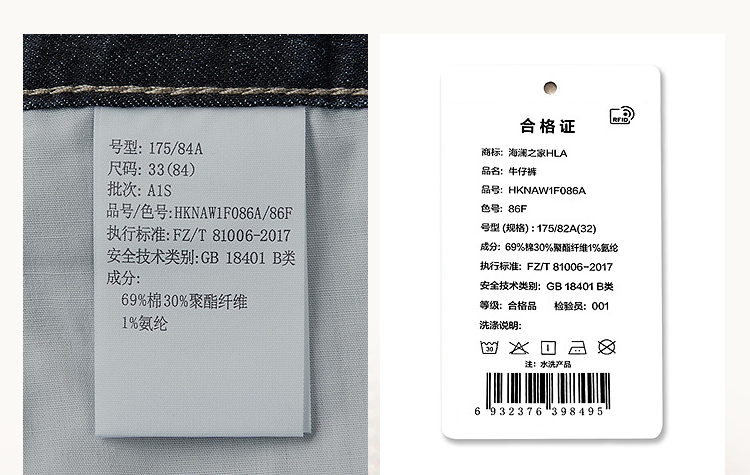 号型: 175/84A
尺码: 33(84)
批次: A1S
品号/色号:HKNAW1F086A/86F
执行标准: FZ/T 81006-2017
安全技术类别:GB 18401 B类
成分:
69%棉30%聚酯纤维
1%氨纶
RFID
合格证
商标: 海澜之家HLA
品名: 牛仔裤
品号: HKNAW1F086A
色号: 86F
号型 (规格) : 175/82A(32)
成分: 69%棉30%聚酯纤维1%氨纶
执行标准: FZ/T 81006-2017
安全技术类别: GB 18401 B类
等级: 合格品 检验员: 001
洗涤说明:
30
注: 水洗产品
6 932376 398495